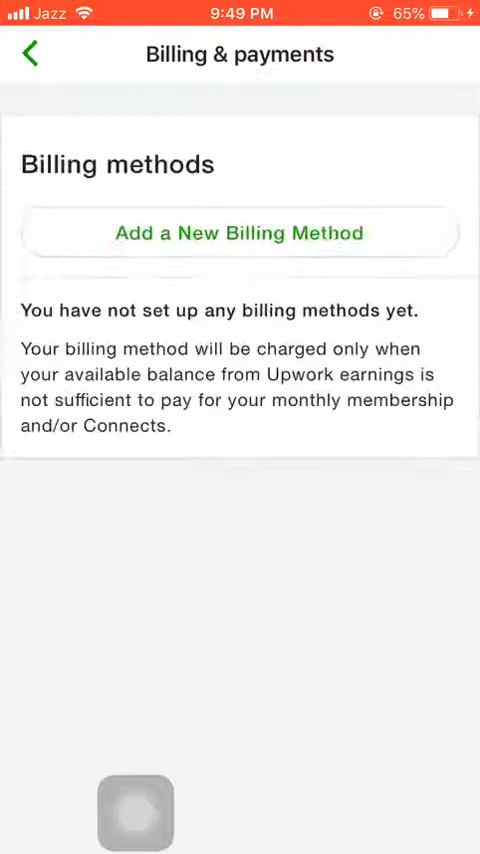 Jazz 9:49 PM 65%
Billing & payments
Billing methods
Add a New Billing Method
You have not set up any billing methods yet.
Your billing method will be charged only when
your available balance from Upwork earnings is
not sufficient to pay for your monthly membership
and/or Connects.